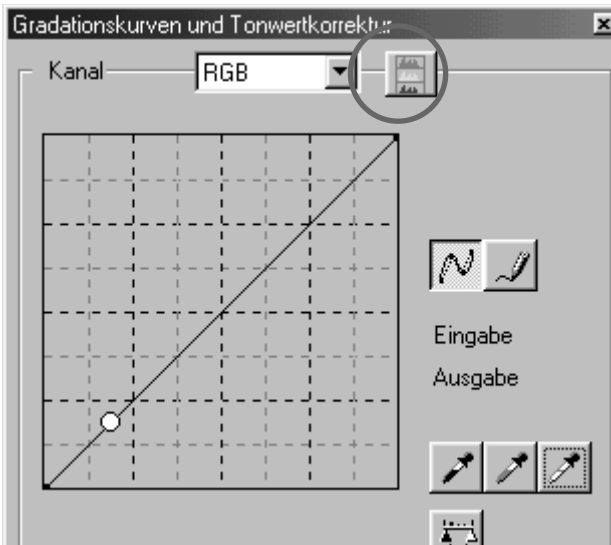 Gradationskurven und Tonwertkorrektur
Kanal
RGB
Eingabe
Ausgabe